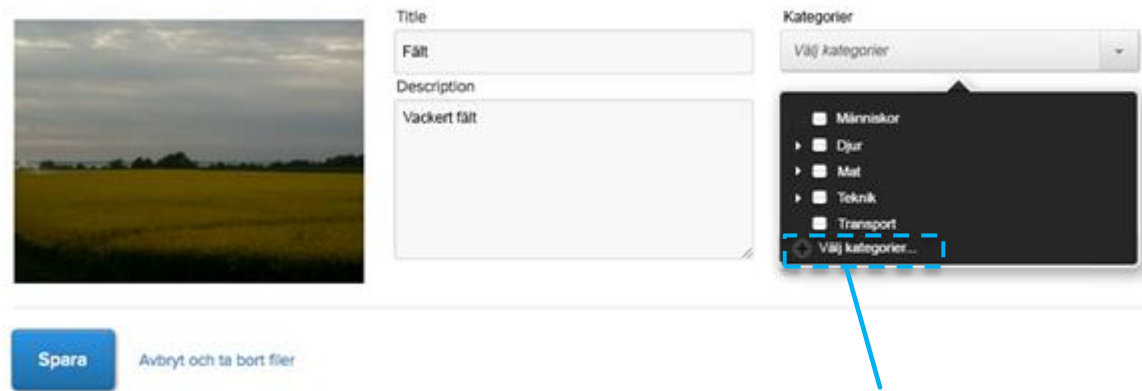 Title
Fält
Description
Vackert fält
Kategorier
Välj kategorier
Människor
Djur
Mat
Teknik
Transport
Välj kategorier...
Spara
Avbryt och ta bort filer